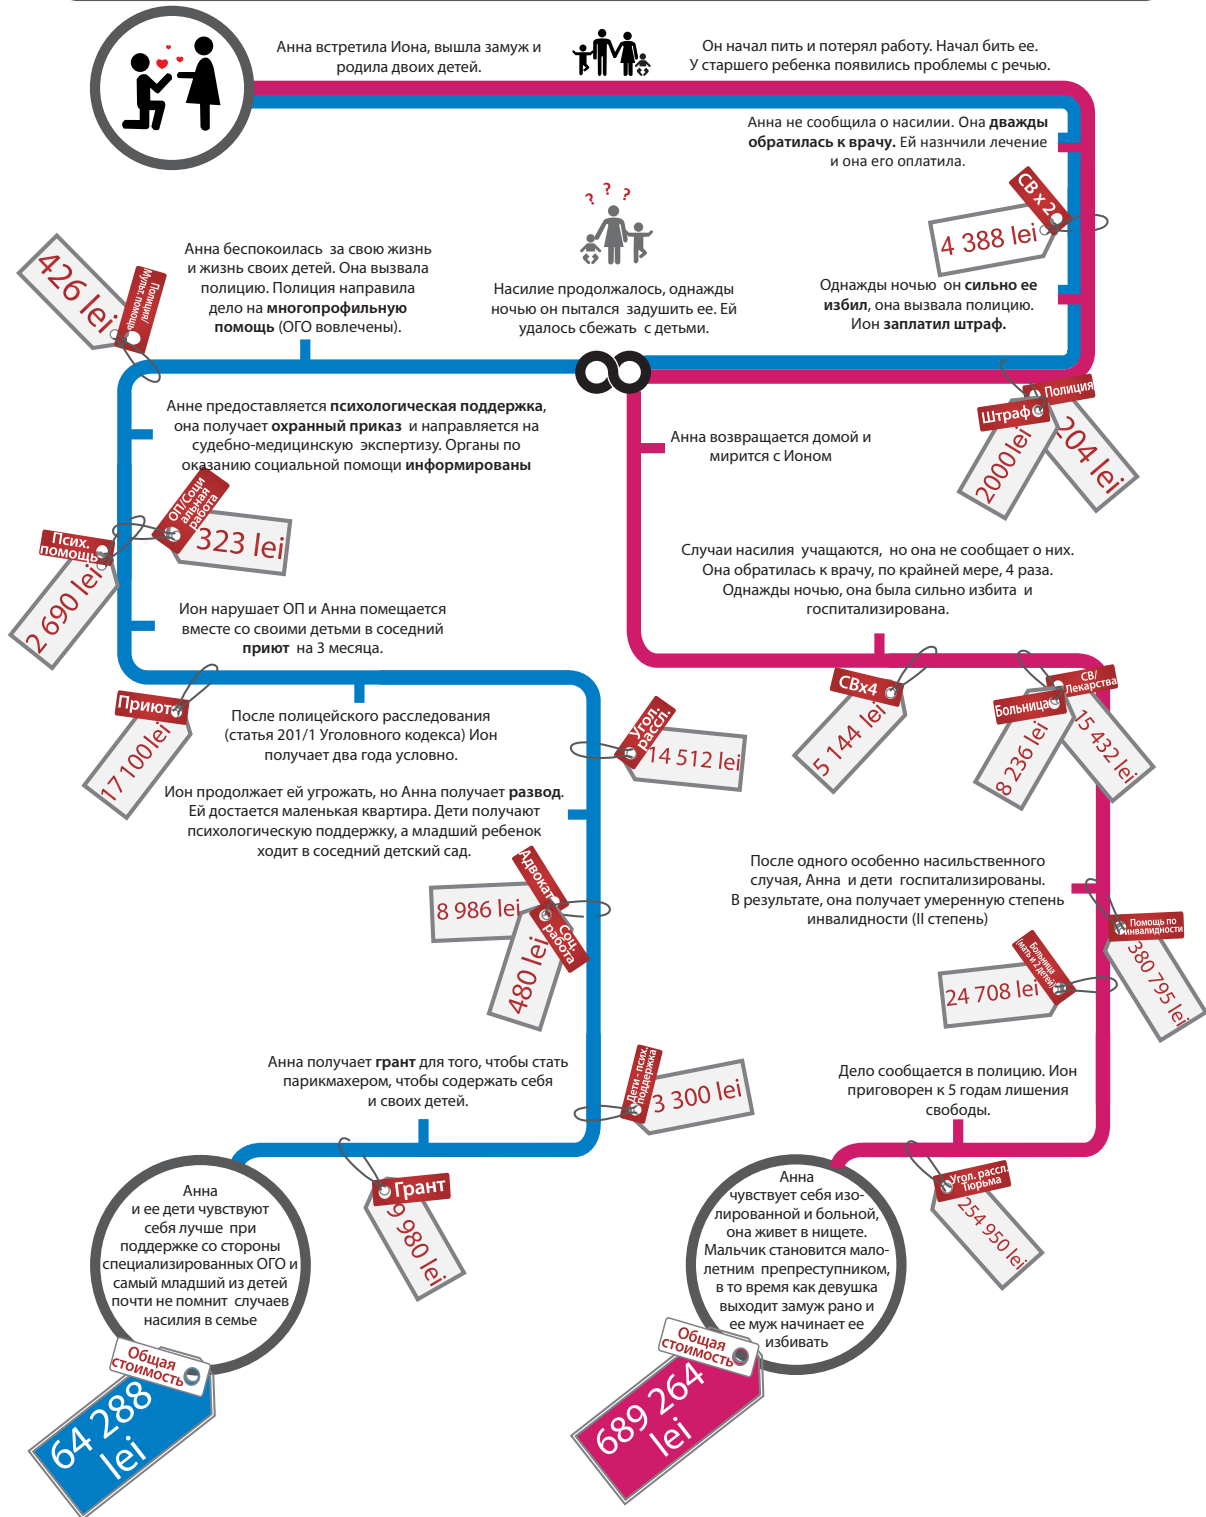 Анна встретила Иона, вышла замуж и
родила двоих детей.
Он начал пить и потерял работу. Начал бить ее.
У старшего ребенка появились проблемы с речью.
Анна не сообщила о насилии. Она дважды
обратилась к врачу. Ей назнчили лечение
и она его оплатила.
СВ x 2
4 388 lei
Однажды ночью он сильно ее
избил, она вызвала полицию.
Ион заплатил штраф.
Полиция
204 lei
Штраф
2000 lei
? ? ?
Насилие продолжалось, однажды
ночью он пытался задушить ее. Ей
удалось сбежать с детьми.
Анна беспокоилась за свою жизнь
и жизнь своих детей. Она вызвала
полицию. Полиция направила
дело на многопрофильную
помощь (ОГО вовлечены).
Полиция/
Мульт. помощь
426 lei
Анне предоставляется психологическая поддержка,
она получает охранный приказ и направляется на
судебно-медицинскую экспертизу. Органы по
оказанию социальной помощи информированы
ОП/Соци
альная
работа
323 lei
Псих.
помощь
2 690 lei
Ион нарушает ОП и Анна помещается
вместе со своими детьми в соседний
приют на 3 месяца.
Приют
17 100 lei
После полицейского расследования
(статья 201/1 Уголовного кодекса) Ион
получает два года условно.
Угол.
рассл.
14 512 lei
Ион продолжает ей угрожать, но Анна получает развод.
Ей достается маленькая квартира. Дети получают
психологическую поддержку, а младший ребенок
ходит в соседний детский сад.
Адвокат
8 986 lei
Соц.
работа
480 lei
Дети - псих.
поддержка
3 300 lei
Анна получает грант для того, чтобы стать
парикмахером, чтобы содержать себя
и своих детей.
Грант
9 980 lei
Анна
и ее дети чувствуют
себя лучше при
поддержке со стороны
специализированных ОГО и
самый младший из детей
почти не помнит случаев
насилия в семье
Общая
стоимость
64 288
lei
Анна возвращается домой и
мирится с Ионом
Случаи насилия учащаются, но она не сообщает о них.
Она обратилась к врачу, по крайней мере, 4 раза.
Однажды ночью, она была сильно избита и
госпитализирована.
СВx4
5 144 lei
Больница
8 236 lei
СВ/
Лекарства
15 432 lei
После одного особенно насильственного
случая, Анна и дети госпитализированы.
В результате, она получает умеренную степень
инвалидности (II степень)
Помощь по
инвалидности
380 795 lei
Больница
(мать и 2 детей)
24 708 lei
Дело сообщается в полицию. Ион
приговорен к 5 годам лишения
свободы.
Угол. рассл.
Тюрьма
254 950 lei
Анна
чувствует себя изо-
лированной и больной,
она живет в нищете.
Мальчик становится мало-
летним препреступником,
в то время как девушка
выходит замуж рано и
ее муж начинает ее
избивать
Общая
стоимость
689 264
lei